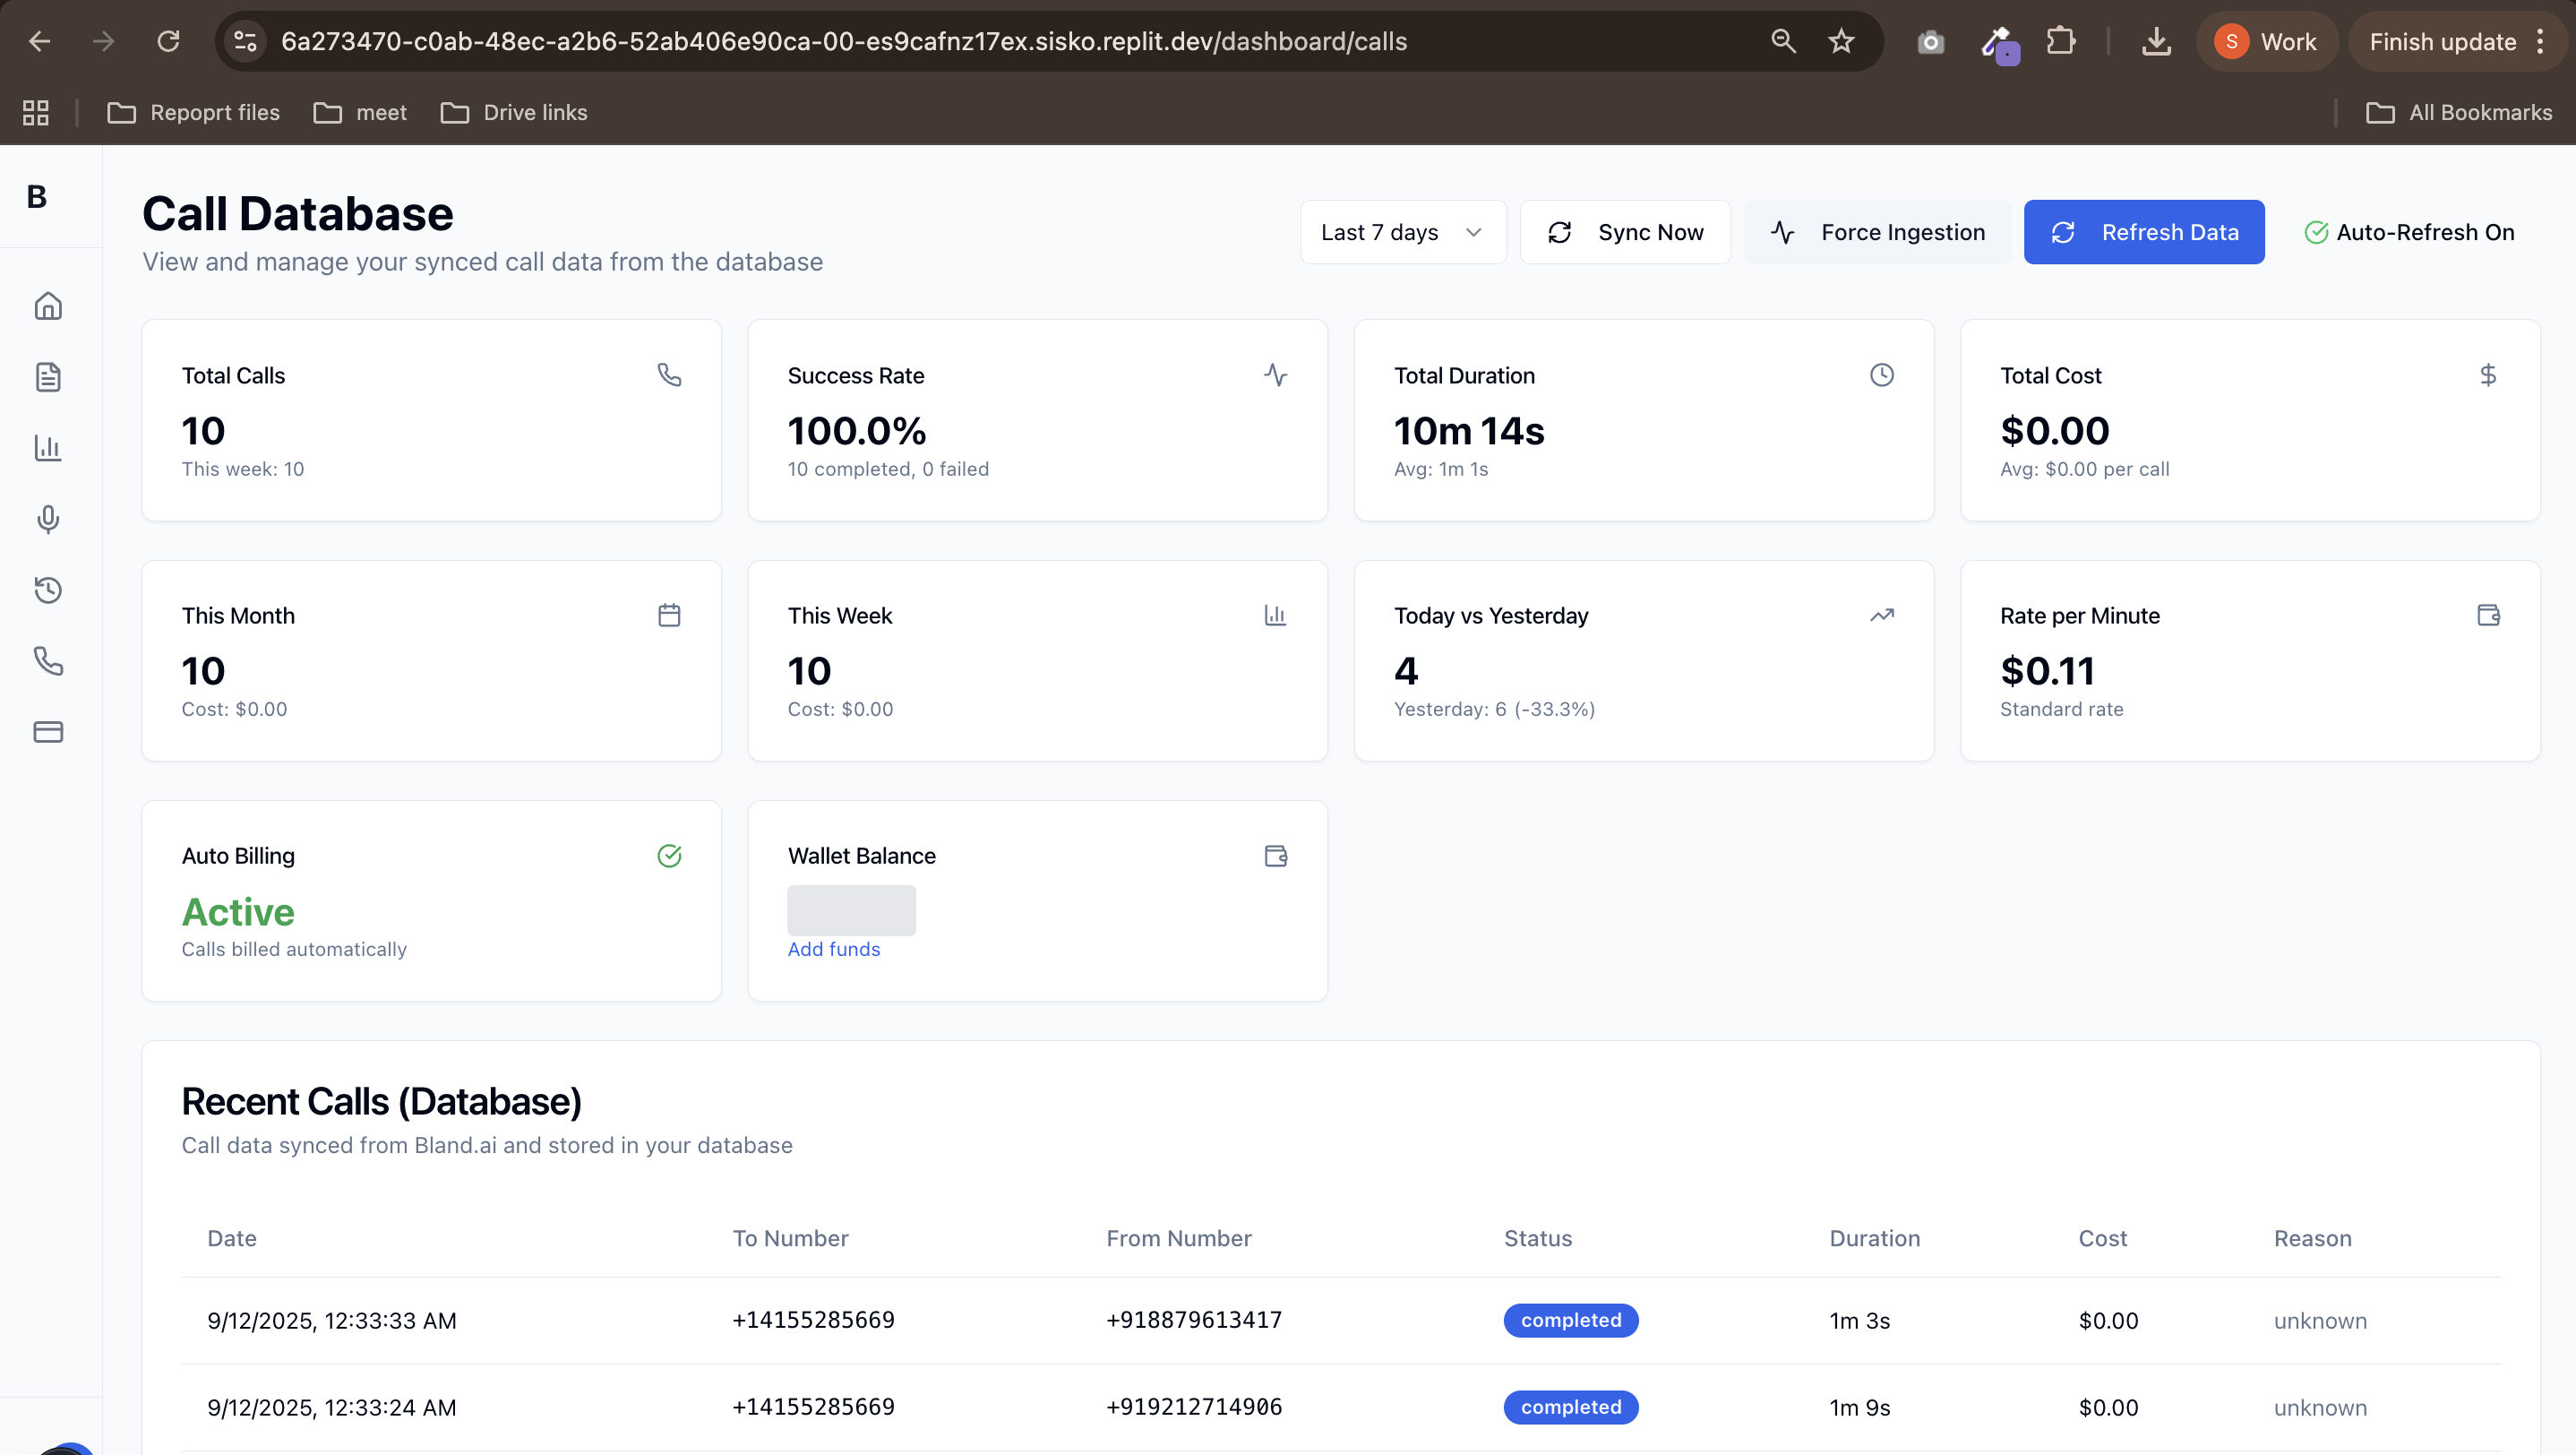 6a273470-c0ab-48ec-a2b6-52ab406e90ca-00-es9cafnz17ex.sisko.replit.dev/dashboard/calls
S Work
Finish update
Repoprt files
meet
Drive links
All Bookmarks
B
Call Database
View and manage your synced call data from the database
Last 7 days
Sync Now
Force Ingestion
Refresh Data
Auto-Refresh On
Total Calls
10
This week: 10
Success Rate
100.0%
10 completed, 0 failed
Total Duration
10m 14s
Avg: 1m 1s
Total Cost
$0.00
Avg: $0.00 per call
This Month
10
Cost: $0.00
This Week
10
Cost: $0.00
Today vs Yesterday
4
Yesterday: 6 (-33.3%)
Rate per Minute
$0.11
Standard rate
Auto Billing
Active
Calls billed automatically
Wallet Balance
Add funds
Recent Calls (Database)
Call data synced from Bland.ai and stored in your database
Date To Number From Number Status Duration Cost Reason
9/12/2025, 12:33:33 AM +14155285669 +918879613417 completed 1m 3s $0.00 unknown
9/12/2025, 12:33:24 AM +14155285669 +919212714906 completed 1m 9s $0.00 unknown